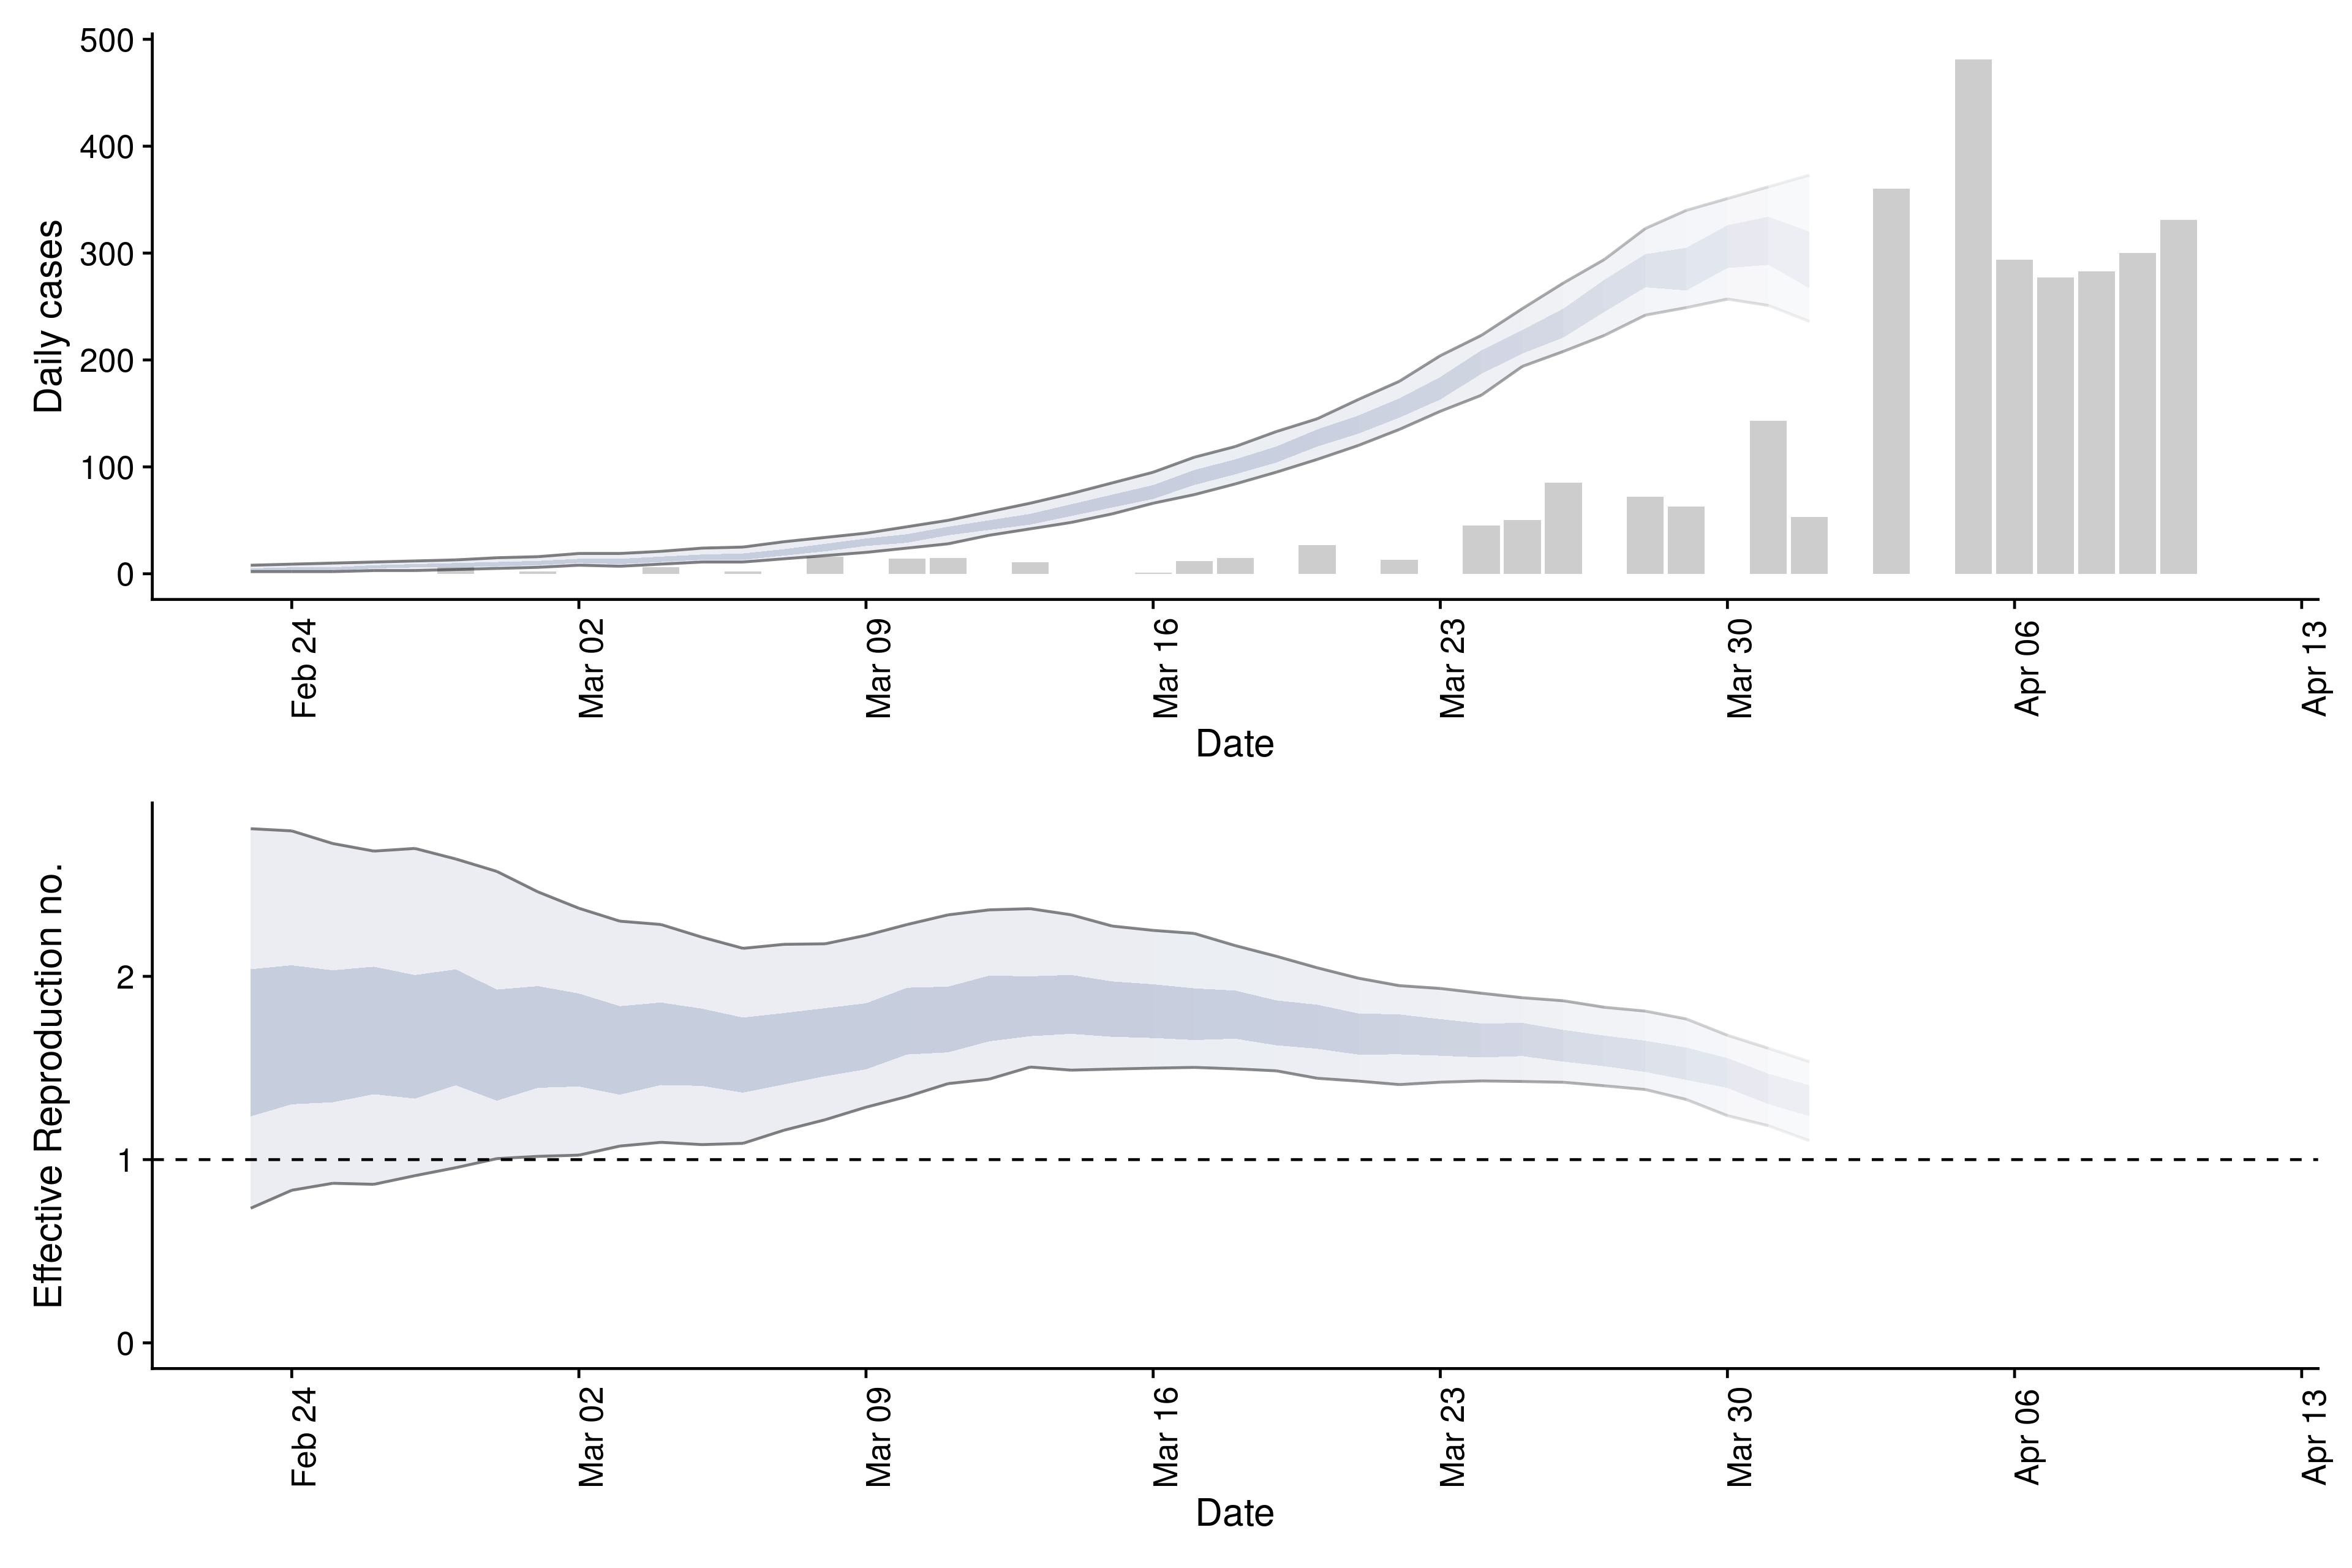 Daily cases
500
400
300
200
100
0
Feb 24
Mar 02
Mar 09
Mar 16
Mar 23
Mar 30
Apr 06
Apr 13
Date
Effective Reproduction no.
2
1
0
Feb 24
Mar 02
Mar 09
Mar 16
Mar 23
Mar 30
Apr 06
Apr 13
Date